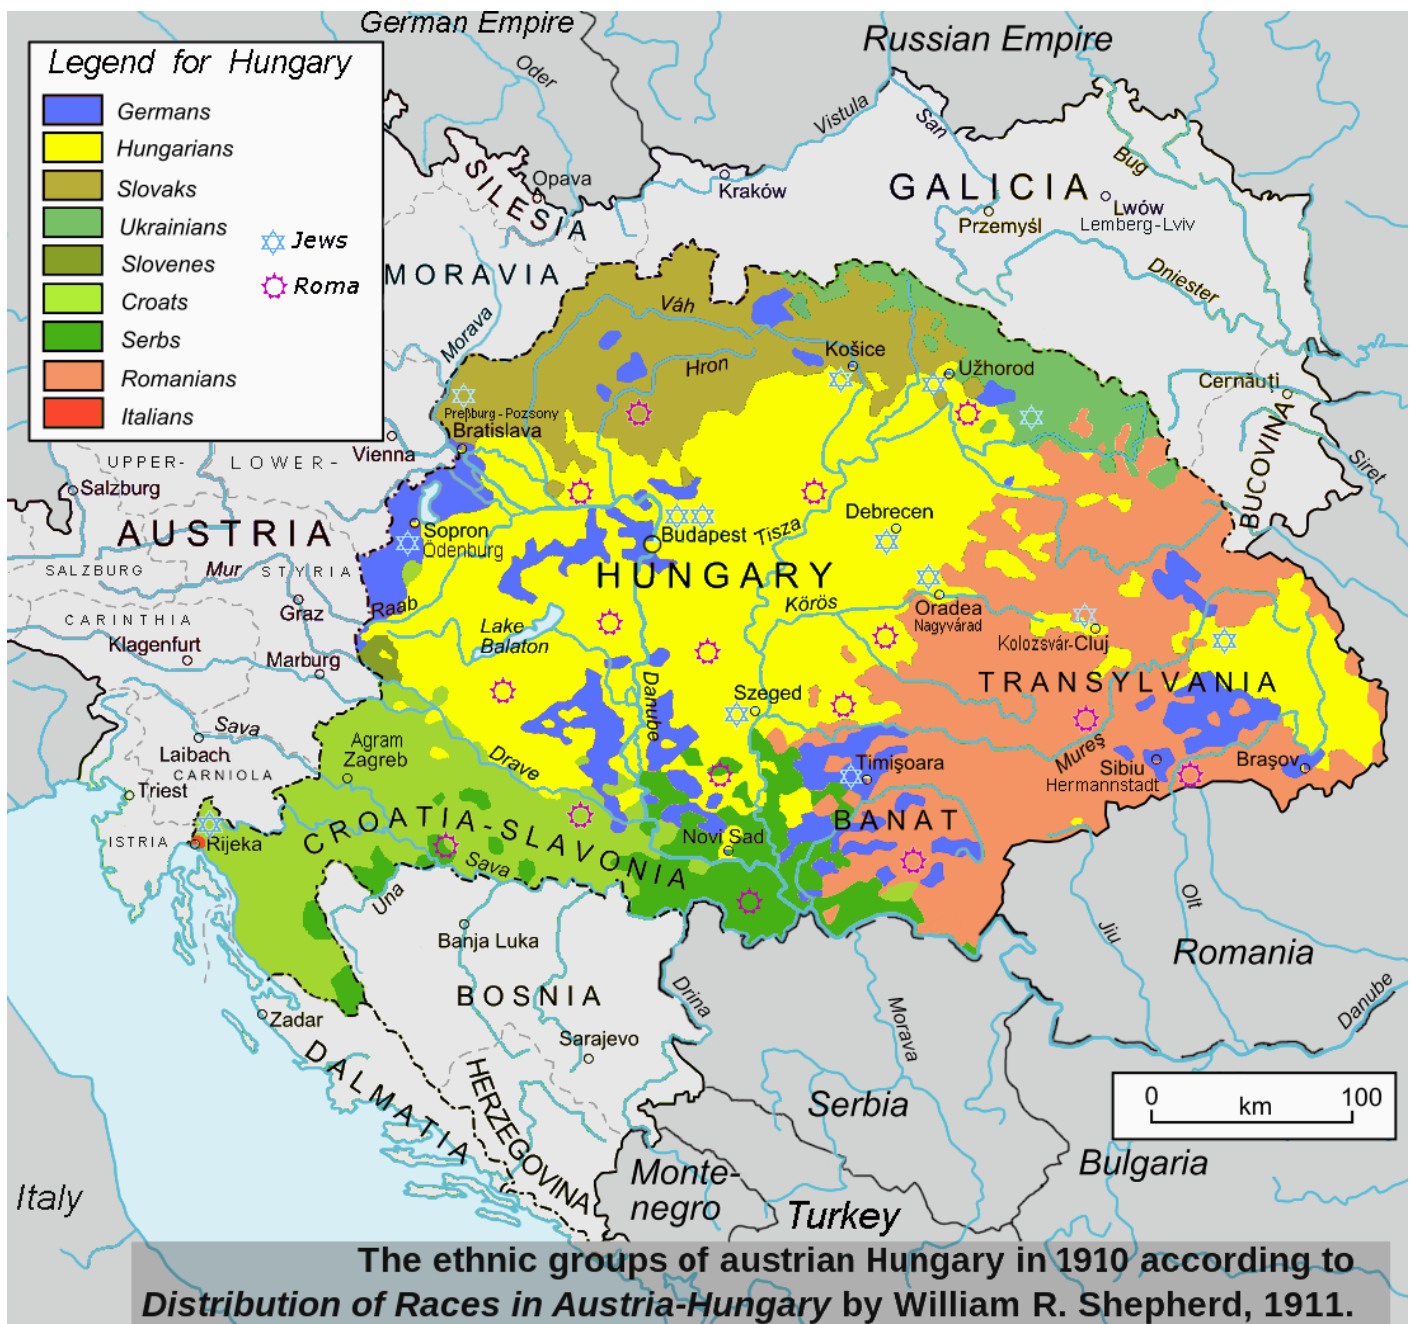 German Empire
Russian Empire
Legend for Hungary
Germans
Hungarians
Slovaks
Ukrainians
Slovenes
Croats
Serbs
Romanians
Italians
Jews
Roma
Oder
Vistula
San
Bug
SILESIA
Opava
Kraków
GALICIA
Przemyśl
Lwów
Lemberg-Lviv
MORAVIA
Dniester
Morava
Váh
Hron
Košice
Užhorod
Cernăuți
BUCOVINA
Siret
Preßburg-Pozsony
Bratislava
Vienna
UPPER-
LOWER-
Salzburg
AUSTRIA
SALZBURG
Mur
STYRIA
Sopron
Ödenburg
Budapest
Tisza
Debrecen
HUNGARY
Graz
Raab
CARINTHIA
Klagenfurt
Marburg
Lake
Balaton
Körös
Oradea
Nagyvárad
Kolozsvár-Cluj
TRANSYLVANIA
Danube
Szeged
Sava
Laibach
CARNIOLA
Agram
Zagreb
Drave
Mureş
Timişoara
Sibiu
Hermannstadt
Braşov
Triest
ISTRIA
Rijeka
CROATIA-SLAVONIA
Sava
Novi Sad
BANAT
Una
Banja Luka
Olt
Jiu
Romania
BOSNIA
Drina
Morava
Danube
Zadar
Sarajevo
DALMATIA
HERZEGOVINA
Serbia
0 100
km
Bulgaria
Monte-
negro
Italy
Turkey
The ethnic groups of austrian Hungary in 1910 according to
Distribution of Races in Austria-Hungary by William R. Shepherd, 1911.